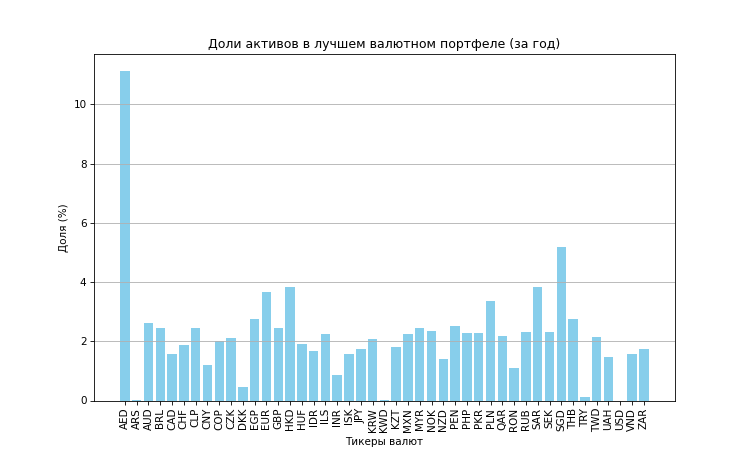 Доли активов в лучшем валютном портфеле (за год)
Доля (%)
10
8
6
4
2
0
AED ARS AUD BRL CAD CHF CLP CNY COP CZK DKK EGP EUR GBP HKD HUF IDR ILS INR ISK JPY KRW KWD KZT MXN MYR NOK NZD PEN PHP PKR PLN QAR RON RUB SAR SEK SGD THB TRY TWD UAH USD VND ZAR
Тикеры валют